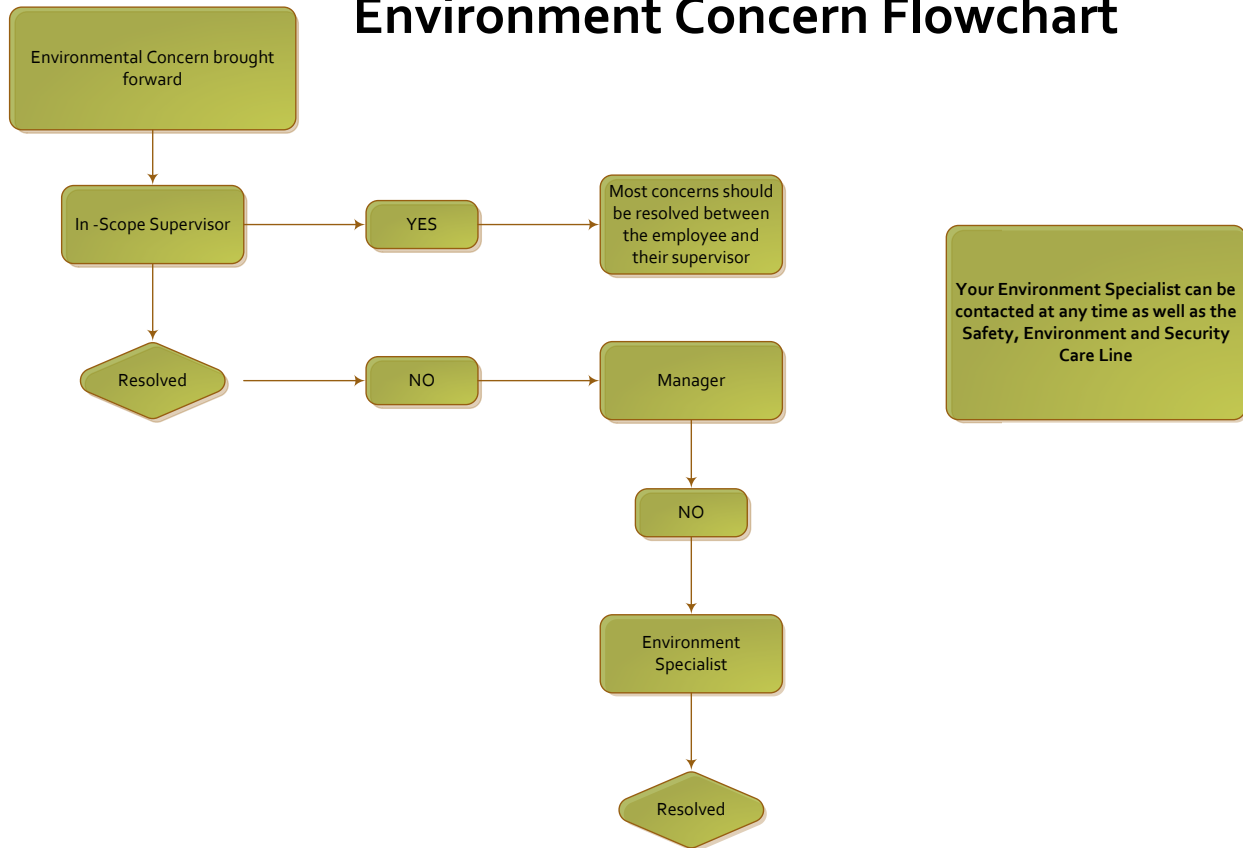 Environment Concern Flowchart
Environmental Concern brought
forward
In -Scope Supervisor
YES
Most concerns should
be resolved between
the employee and
their supervisor
Your Environment Specialist can be
contacted at any time as well as the
Safety, Environment and Security
Care Line
Resolved
NO
Manager
NO
Environment
Specialist
Resolved